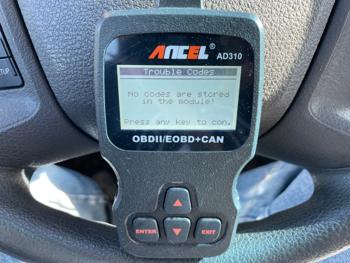 ANCEL®
AD310
Trouble Codes
No codes are stored
in the module!
Press any key to con.
OBDII/EOBD+CAN
ENTER
EXIT